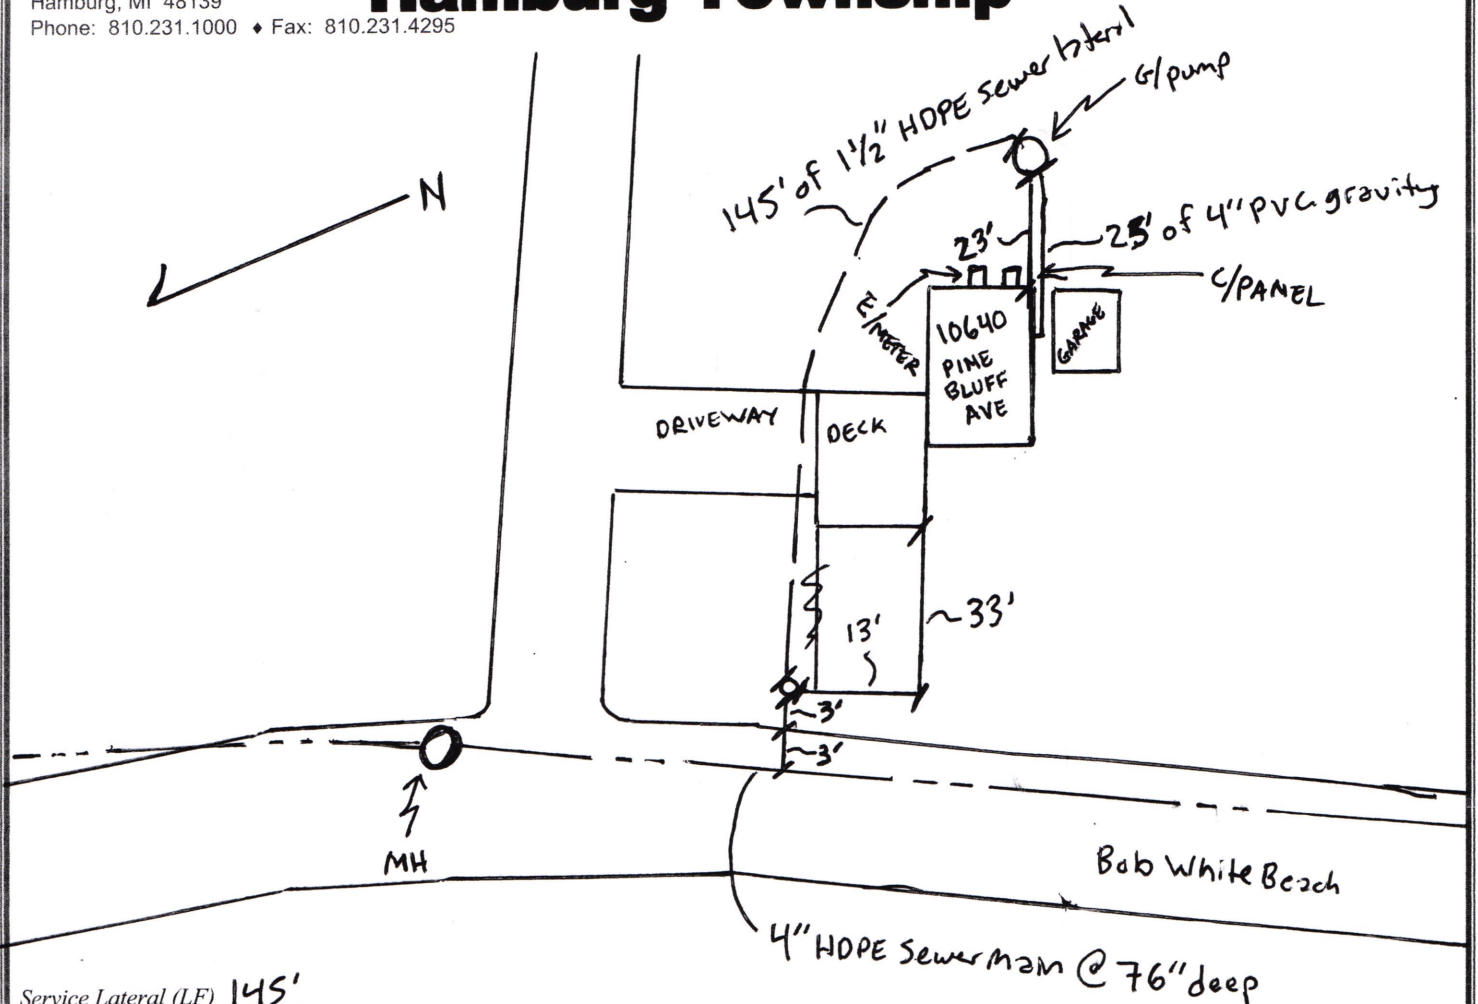 Hamburg, MI 48139
Hamburg Township
Phone: 810.231.1000 ♦ Fax: 810.231.4295
145' of 1½" HDPE Sewer lateral
G/pump
N
23'
25' of 4" PVC gravity
E/METER
C/PANEL
10640
PINE
BLUFF
AVE
GARAGE
DRIVEWAY
DECK
33'
13'
3'
3'
MH
Bob White Beach
4" HDPE Sewer Main @ 76" deep
Service Lateral (LF) 145'